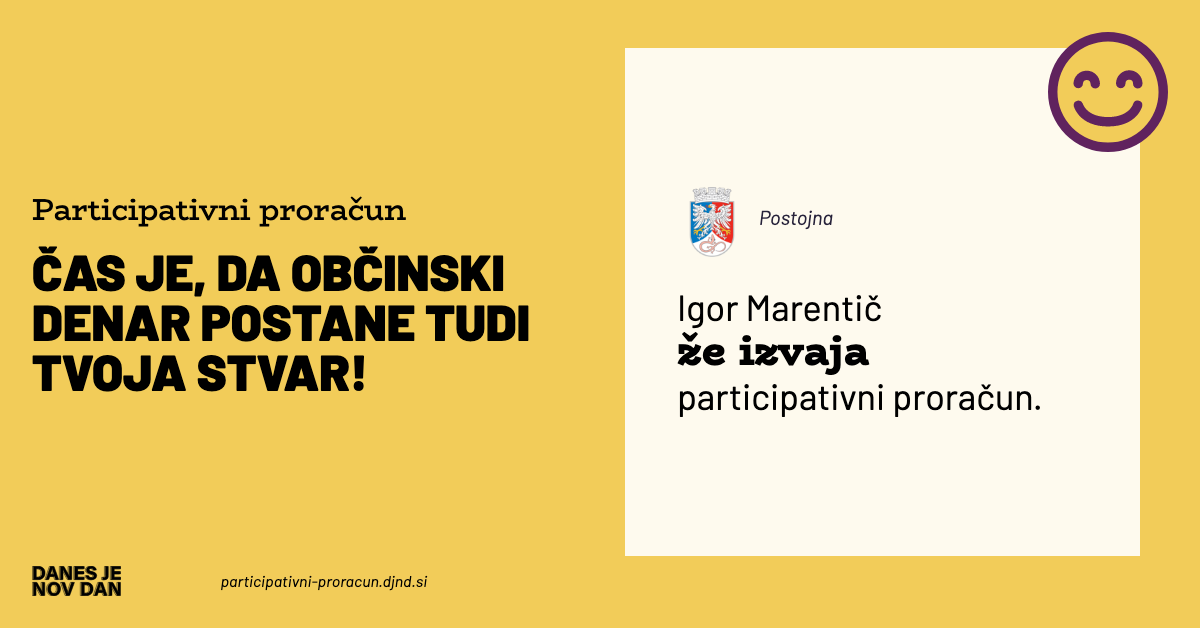 Participativni proračun
ČAS JE, DA OBČINSKI
DENAR POSTANE TUDI
TVOJA STVAR!
DANES JE
NOV DAN
participativni-proracun.djnd.si
Postojna
Igor Marentič
že izvaja
participativni proračun.